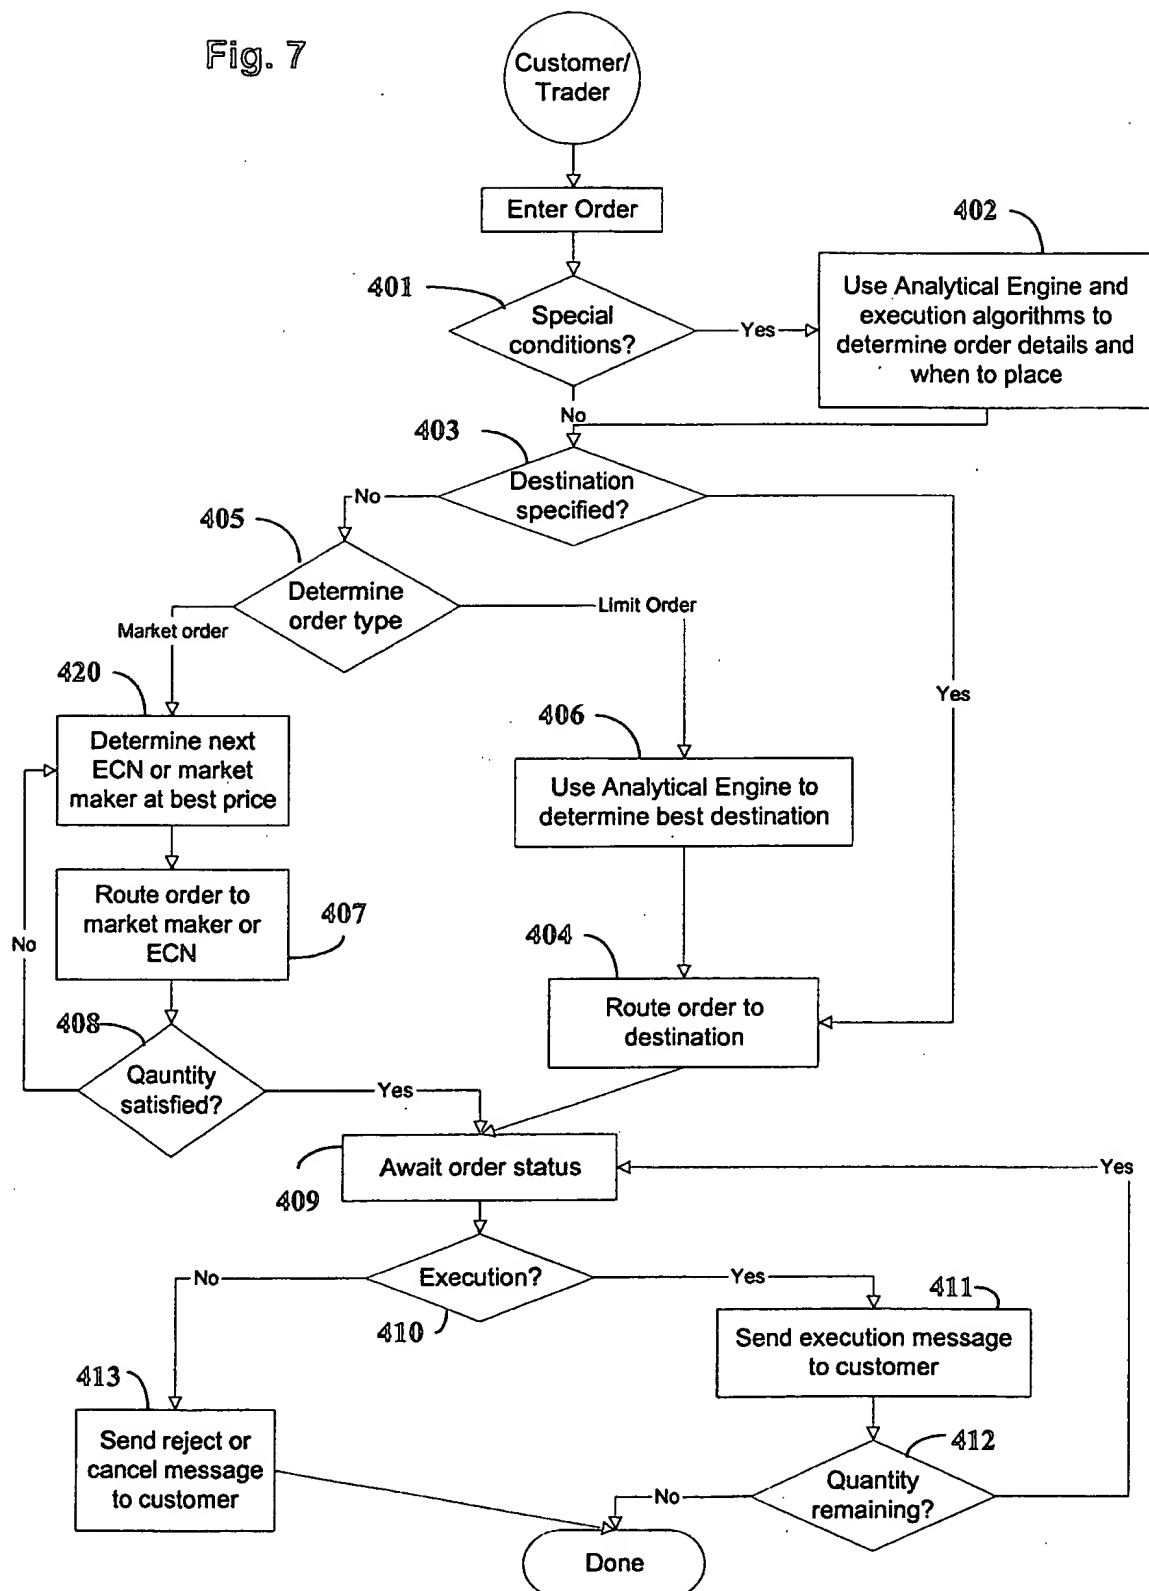 Fig. 7
Customer/
Trader
Enter Order
402
401
Special
conditions?
Yes
Use Analytical Engine and
execution algorithms to
determine order details and
when to place
No
403
Destination
specified?
No
405
Determine
order type
Limit Order
Market order
420
Yes
Determine next
ECN or market
maker at best price
406
Use Analytical Engine to
determine best destination
Route order to
market maker or
ECN
407
No
404
Route order to
destination
408
Qauntity
satisfied?
Yes
Await order status
Yes
409
Execution?
No
Yes
410
411
Send execution message
to customer
413
Send reject or
cancel message
to customer
412
Quantity
remaining?
No
Done